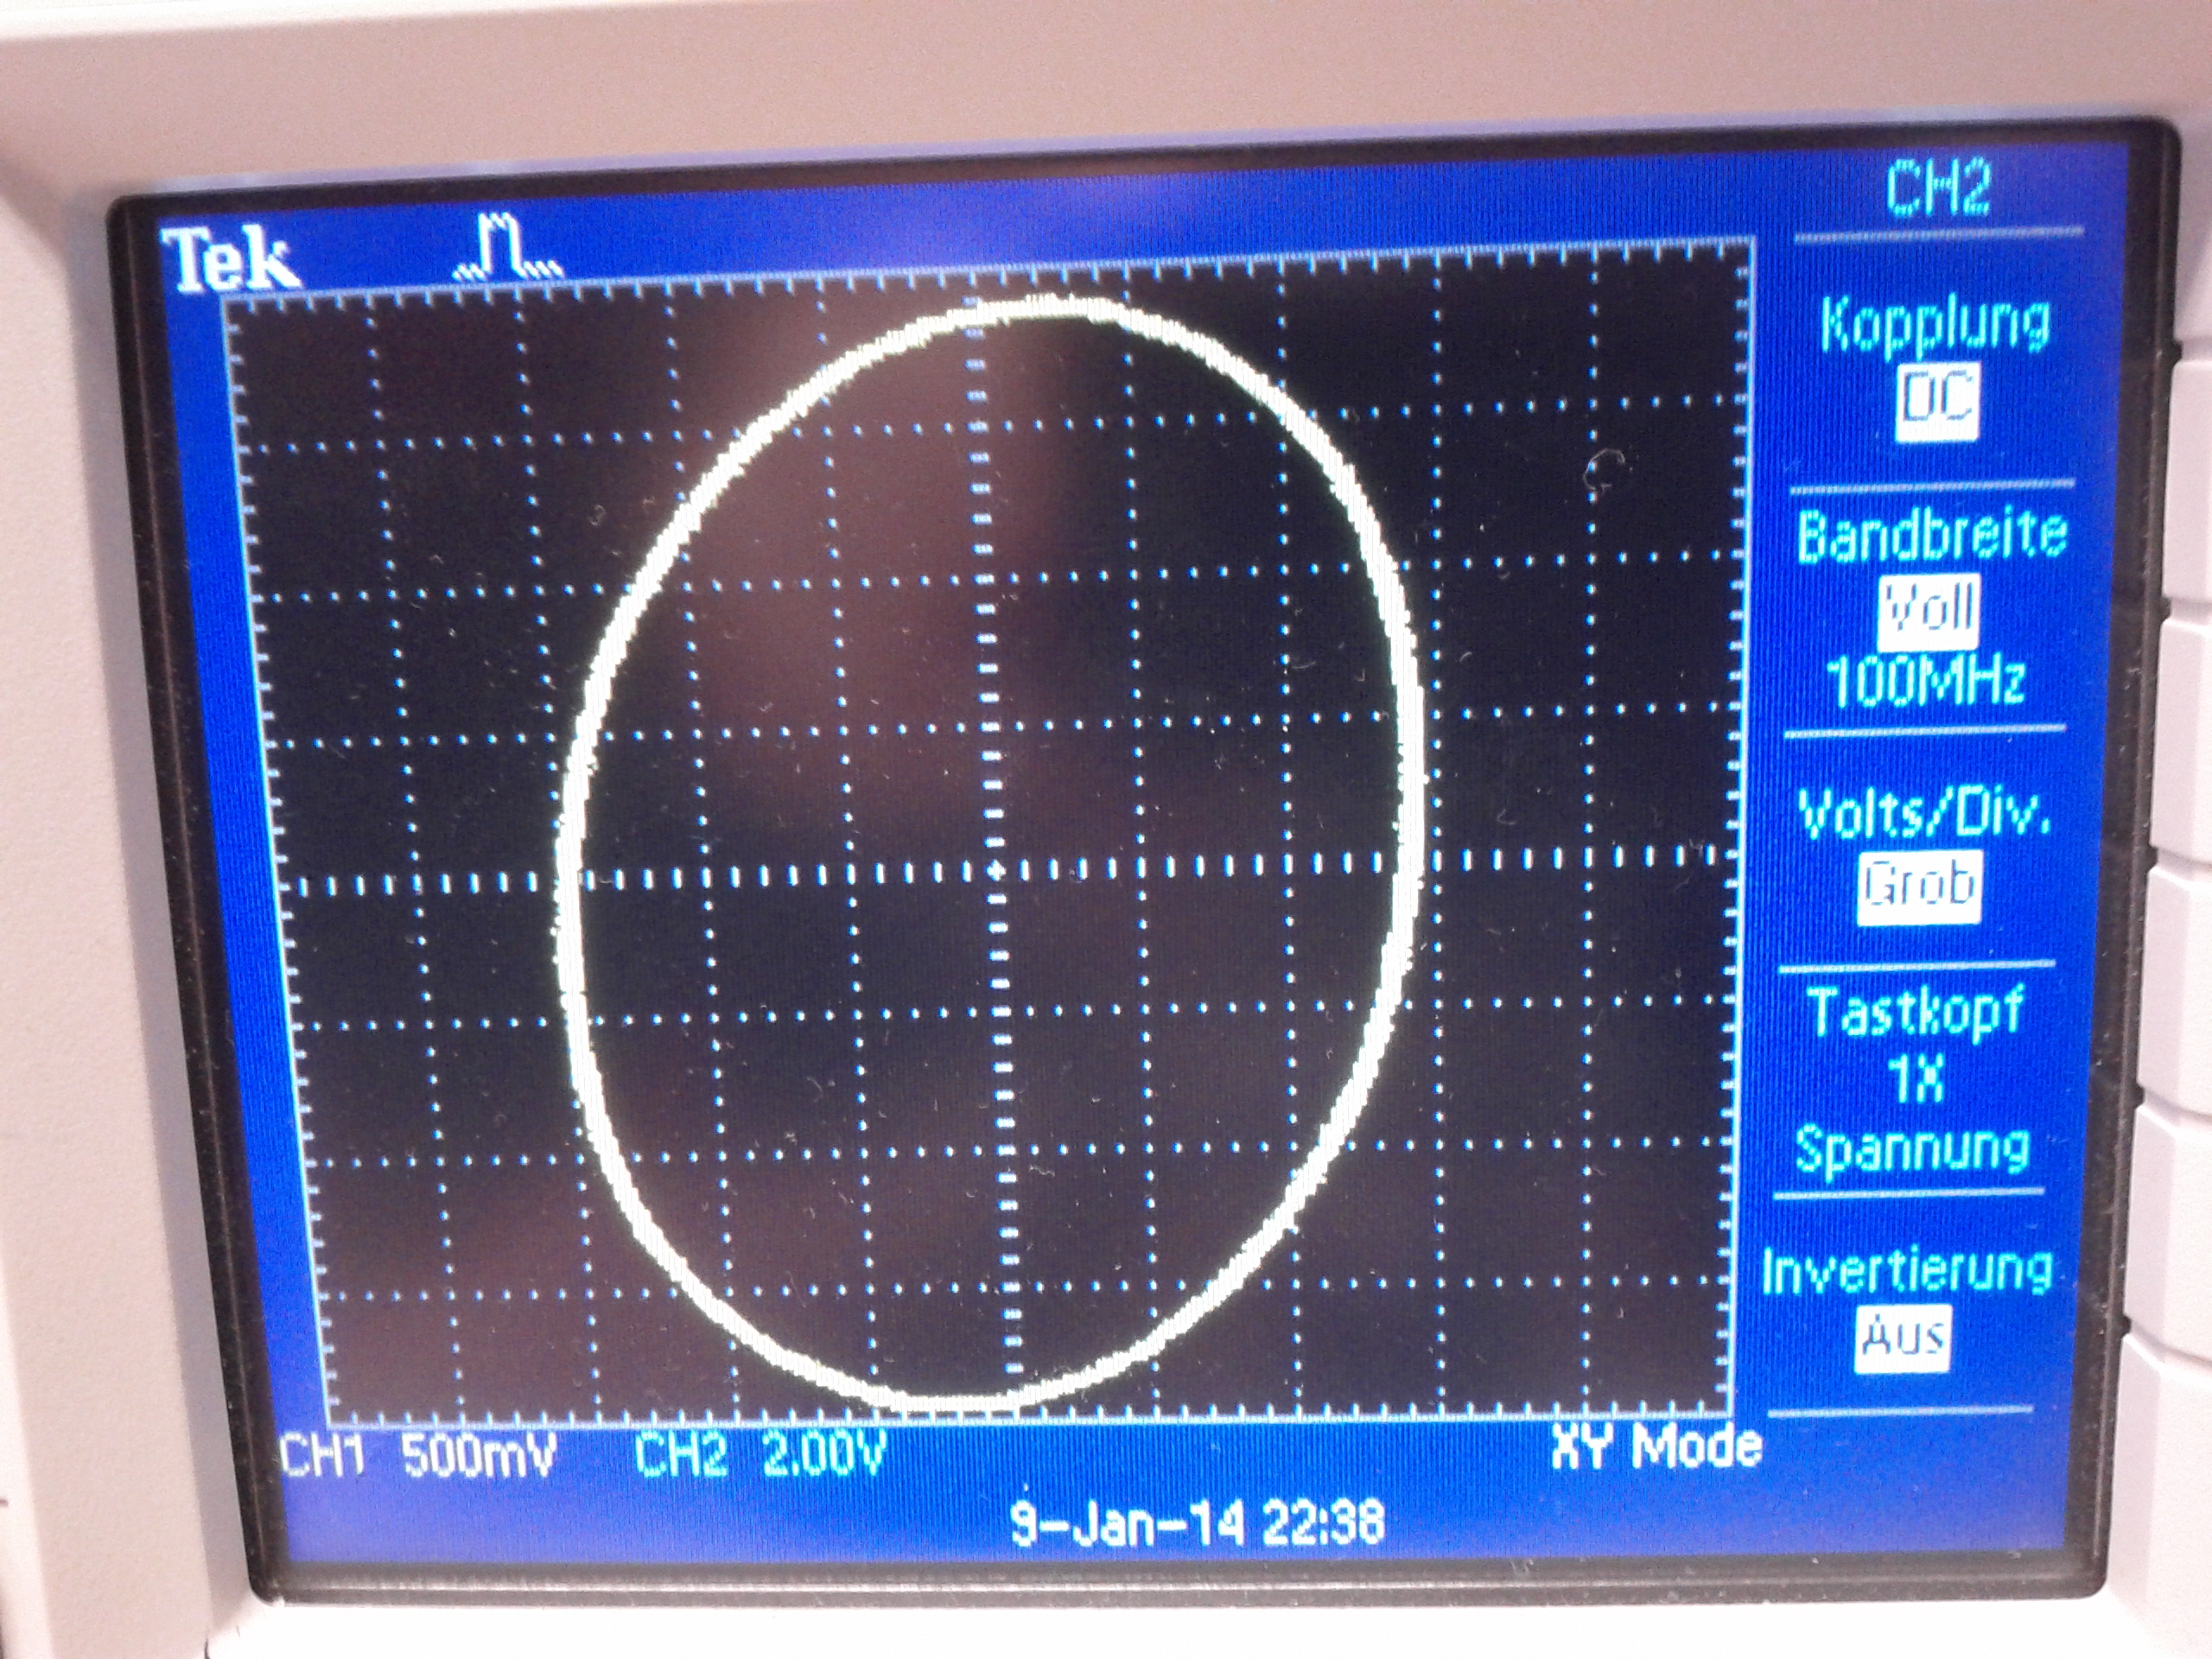 Tek
CH2
Kopplung
DC
Bandbreite
Voll
100MHz
Volts/Div.
Grob
Tastkopf
1X
Spannung
Invertierung
Aus
CH1 500mV CH2 2.00V XY Mode
9-Jan-14 22:38